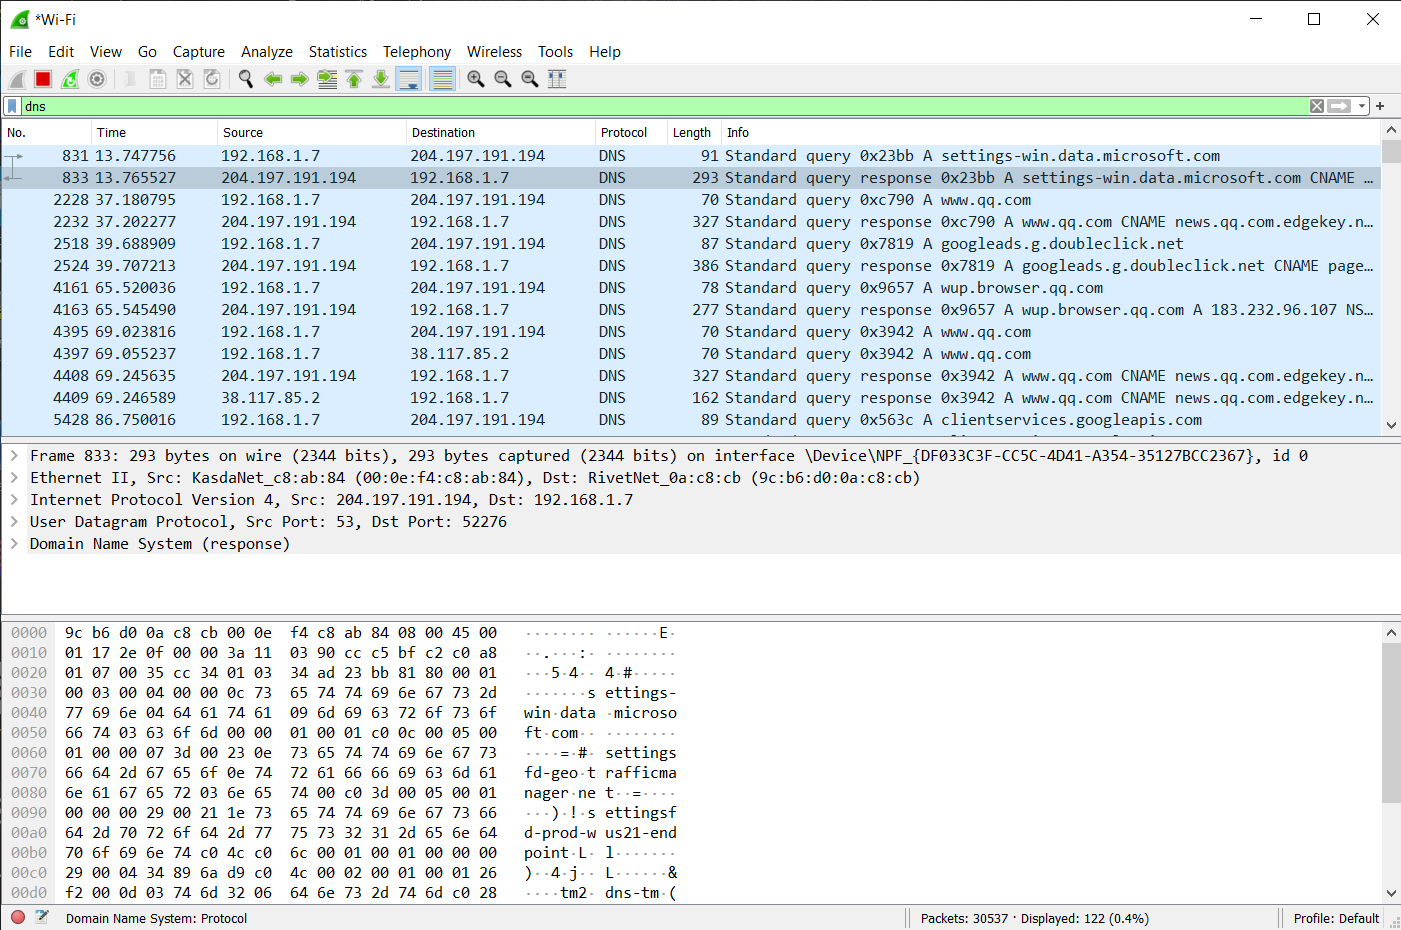 *Wi-Fi
File Edit View Go Capture Analyze Statistics Telephony Wireless Tools Help
dns
No. Time Source Destination Protocol Length Info
831 13.747756 192.168.1.7 204.197.191.194 DNS 91 Standard query 0x23bb A settings-win.data.microsoft.com
833 13.765527 204.197.191.194 192.168.1.7 DNS 293 Standard query response 0x23bb A settings-win.data.microsoft.com CNAME …
2228 37.180795 192.168.1.7 204.197.191.194 DNS 70 Standard query 0xc790 A www.qq.com
2232 37.202277 204.197.191.194 192.168.1.7 DNS 327 Standard query response 0xc790 A www.qq.com CNAME news.qq.com.edgekey.n…
2518 39.688909 192.168.1.7 204.197.191.194 DNS 87 Standard query 0x7819 A googleads.g.doubleclick.net
2524 39.707213 204.197.191.194 192.168.1.7 DNS 386 Standard query response 0x7819 A googleads.g.doubleclick.net CNAME page…
4161 65.520036 192.168.1.7 204.197.191.194 DNS 78 Standard query 0x9657 A wup.browser.qq.com
4163 65.545490 204.197.191.194 192.168.1.7 DNS 277 Standard query response 0x9657 A wup.browser.qq.com A 183.232.96.107 NS…
4395 69.023816 192.168.1.7 204.197.191.194 DNS 70 Standard query 0x3942 A www.qq.com
4397 69.055237 192.168.1.7 38.117.85.2 DNS 70 Standard query 0x3942 A www.qq.com
4408 69.245635 204.197.191.194 192.168.1.7 DNS 327 Standard query response 0x3942 A www.qq.com CNAME news.qq.com.edgekey.n…
4409 69.246589 38.117.85.2 192.168.1.7 DNS 162 Standard query response 0x3942 A www.qq.com CNAME news.qq.com.edgekey.n…
5428 86.750016 192.168.1.7 204.197.191.194 DNS 89 Standard query 0x563c A clientservices.googleapis.com
Frame 833: 293 bytes on wire (2344 bits), 293 bytes captured (2344 bits) on interface \Device\NPF_{DF033C3F-CC5C-4D41-A354-35127BCC2367}, id 0
Ethernet II, Src: KasdaNet_c8:ab:84 (00:0e:f4:c8:ab:84), Dst: RivetNet_0a:c8:cb (9c:b6:d0:0a:c8:cb)
Internet Protocol Version 4, Src: 204.197.191.194, Dst: 192.168.1.7
User Datagram Protocol, Src Port: 53, Dst Port: 52276
Domain Name System (response)
0000 9c b6 d0 0a c8 cb 00 0e f4 c8 ab 84 08 00 45 00 ········ ······E·
0010 01 17 2e 0f 00 00 3a 11 03 90 cc c5 bf c2 c0 a8 ··.···:· ········
0020 01 07 00 35 cc 34 01 03 34 ad 23 bb 81 80 00 01 ···5·4·· 4·#·····
0030 00 03 00 04 00 00 0c 73 65 74 74 69 6e 67 73 2d ·······s ettings-
0040 77 69 6e 04 64 61 74 61 09 6d 69 63 72 6f 73 6f win·data ·microso
0050 66 74 03 63 6f 6d 00 00 01 00 01 c0 0c 00 05 00 ft·com·· ········
0060 01 00 00 07 3d 00 23 0e 73 65 74 74 69 6e 67 73 ····=·#· settings
0070 66 64 2d 67 65 6f 0e 74 72 61 66 66 69 63 6d 61 fd-geo·t rafficma
0080 6e 61 67 65 72 03 6e 65 74 00 c0 3d 00 05 00 01 nager·ne t··=····
0090 00 00 00 29 00 21 1e 73 65 74 74 69 6e 67 73 66 ···)·!·s ettingsf
00a0 64 2d 70 72 6f 64 2d 77 75 73 32 31 2d 65 6e 64 d-prod-w us21-end
00b0 70 6f 69 6e 74 c0 4c c0 6c 00 01 00 01 00 00 00 point·L· l·······
00c0 29 00 04 34 89 6a d9 c0 4c 00 02 00 01 00 01 26 )··4·j·· L······&
00d0 f2 00 0d 03 74 6d 32 06 64 6e 73 2d 74 6d c0 28 ····tm2· dns-tm·(
Domain Name System: Protocol Packets: 30537 · Displayed: 122 (0.4%) Profile: Default